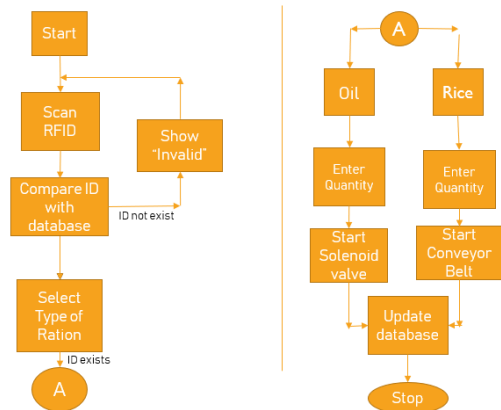 Start
Scan
RFID
Show
"Invalid"
Compare ID
with
database
ID not exist
Select
Type of
Ration
ID exists
A
A
Oil
Rice
Enter
Quantity
Enter
Quantity
Start
Solenoid
valve
Start
Conveyor
Belt
Update
database
Stop